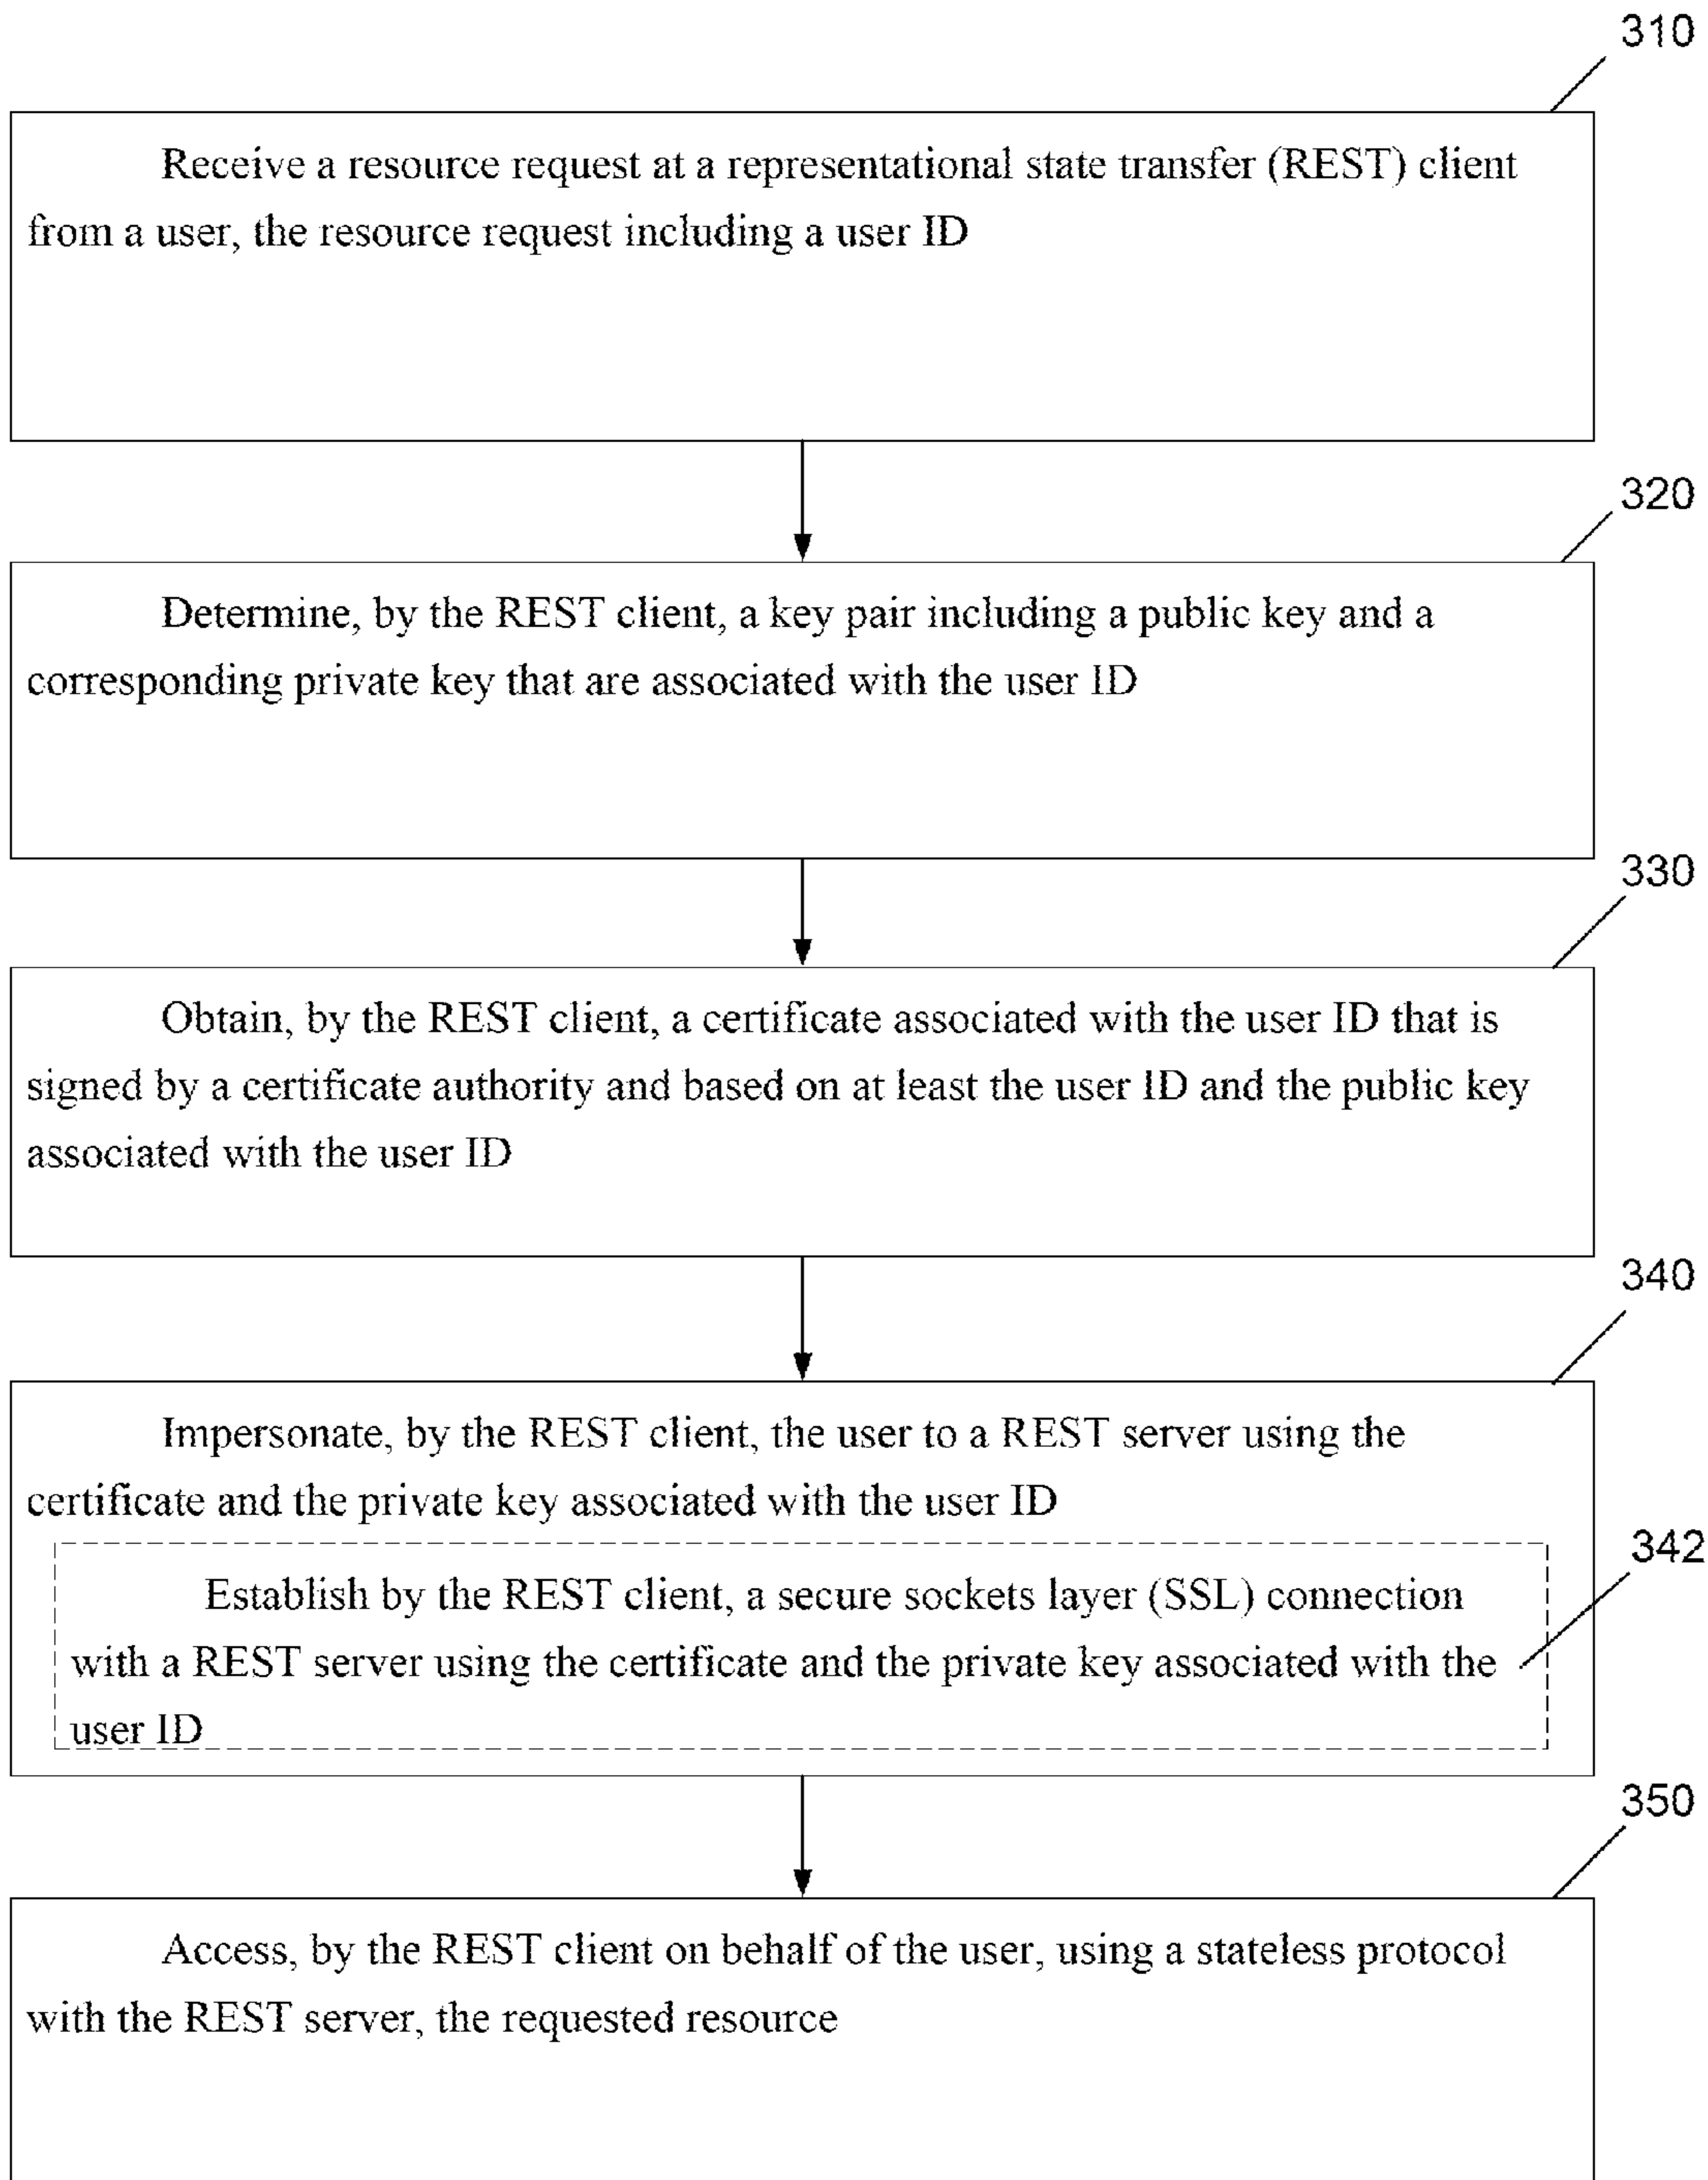 310
Receive a resource request at a representational state transfer (REST) client
from a user, the resource request including a user ID
320
Determine, by the REST client, a key pair including a public key and a
corresponding private key that are associated with the user ID
330
Obtain, by the REST client, a certificate associated with the user ID that is
signed by a certificate authority and based on at least the user ID and the public key
associated with the user ID
340
Impersonate, by the REST client, the user to a REST server using the
certificate and the private key associated with the user ID
342
Establish by the REST client, a secure sockets layer (SSL) connection
with a REST server using the certificate and the private key associated with the
user ID
350
Access, by the REST client on behalf of the user, using a stateless protocol
with the REST server, the requested resource